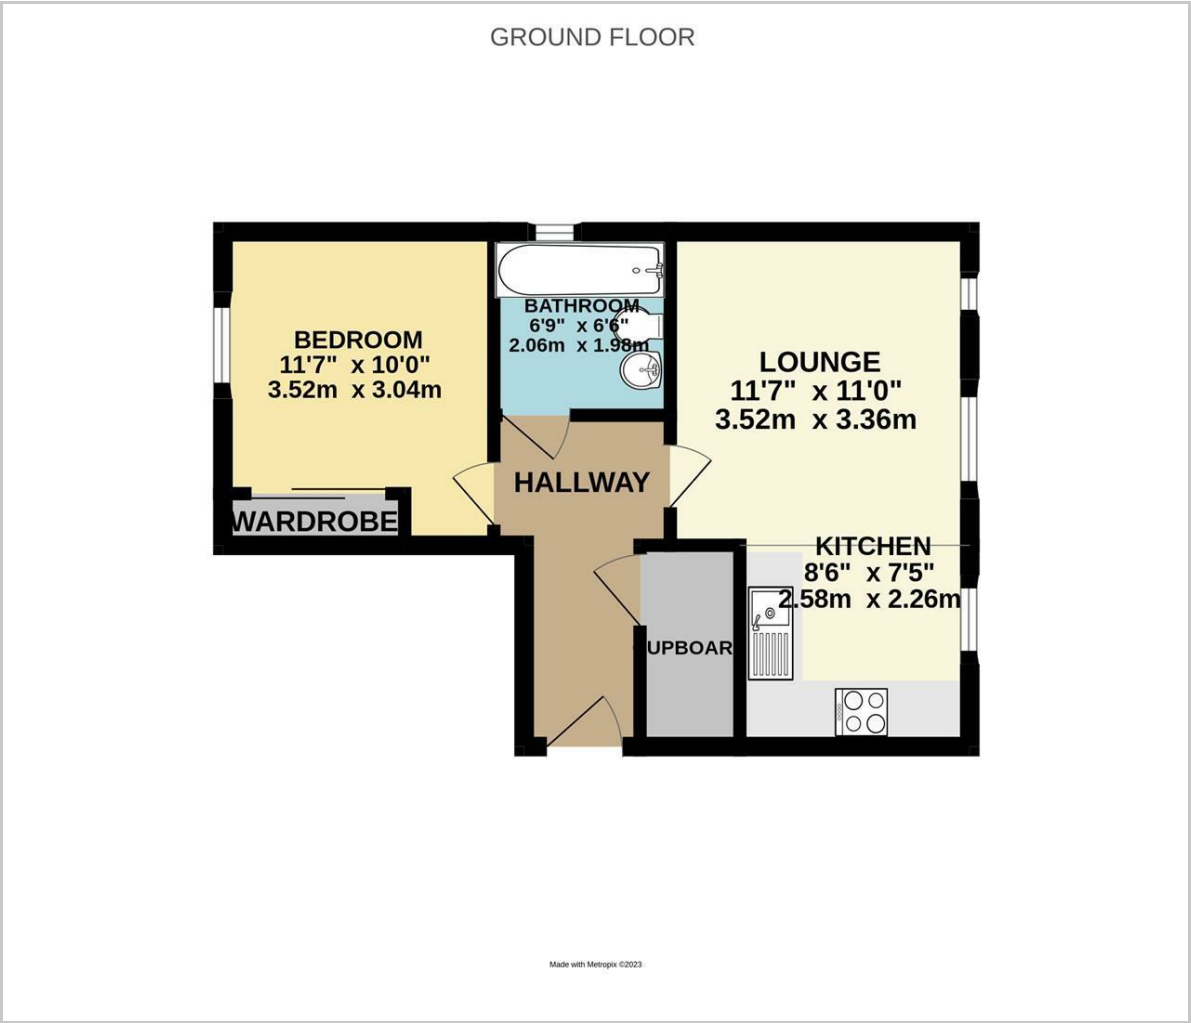 GROUND FLOOR
BATHROOM
6'9" x 6'6"
2.06m x 1.98m
BEDROOM
11'7" x 10'0"
3.52m x 3.04m
LOUNGE
11'7" x 11'0"
3.52m x 3.36m
HALLWAY
WARDROBE
KITCHEN
8'6" x 7'5"
2.58m x 2.26m
UPBOAR
Made with Metropix ©2023